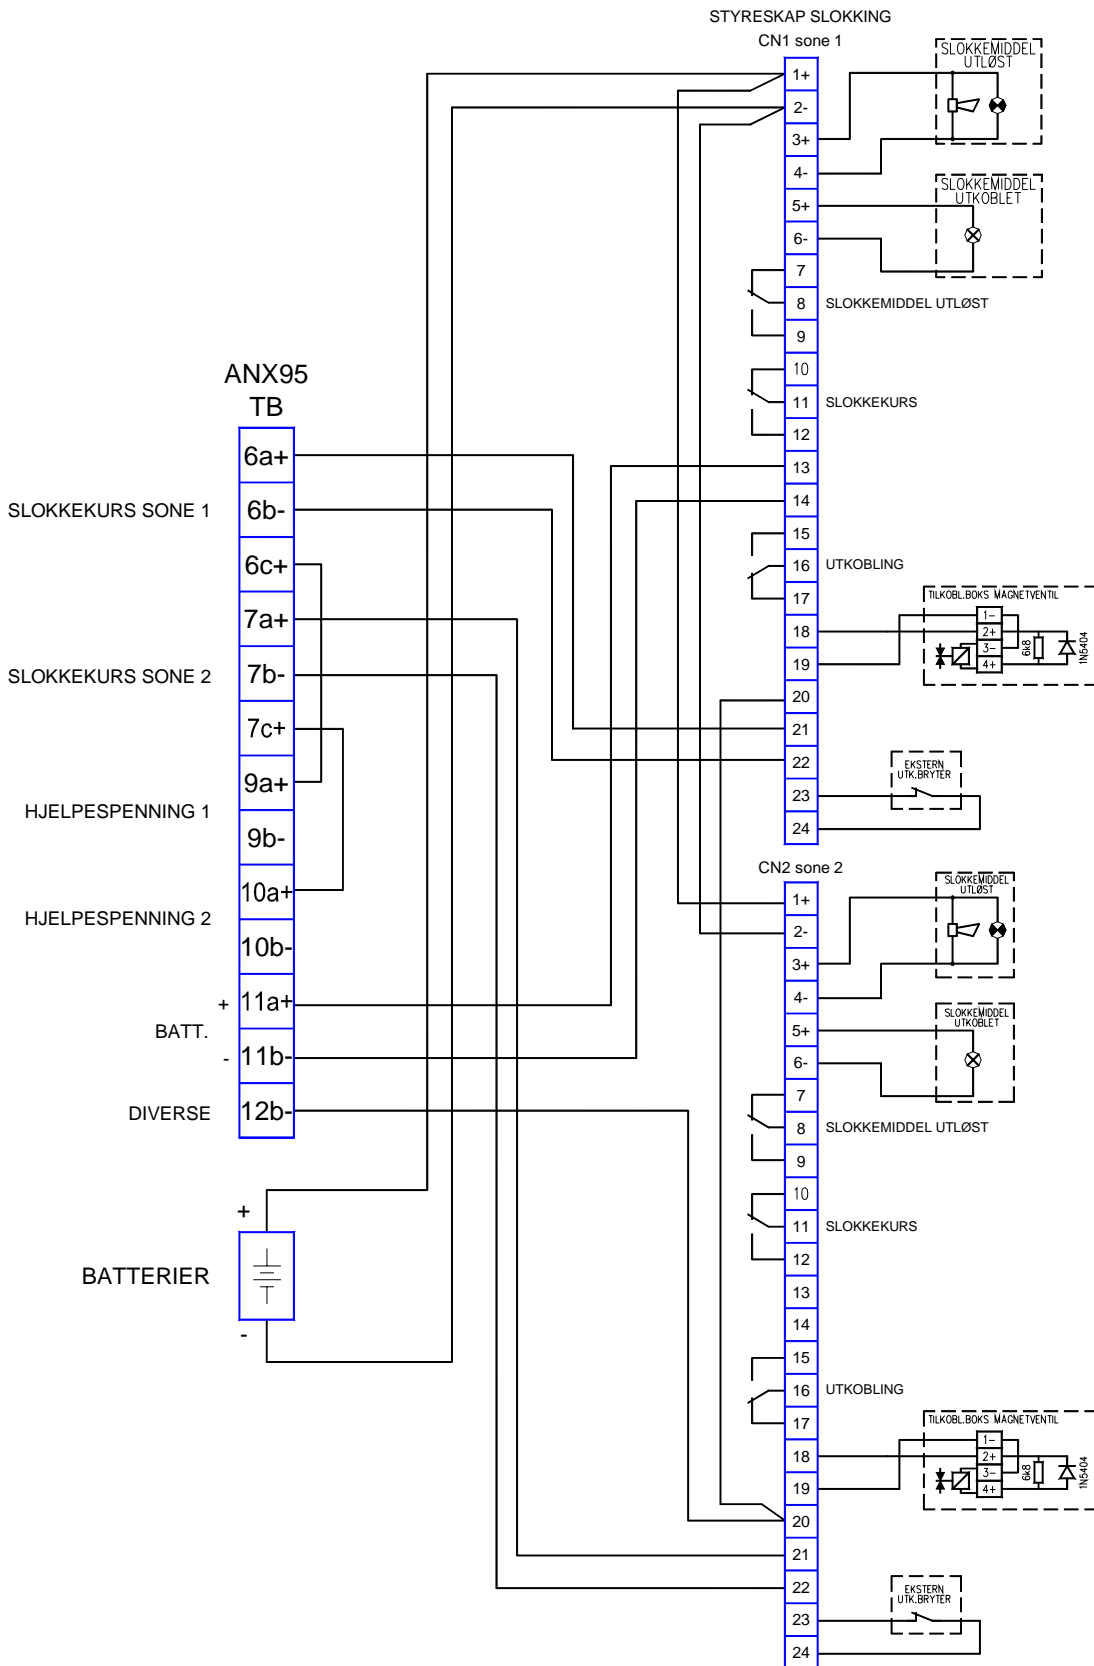 STYRESKAP SLOKKING
CN1 sone 1
1+
2-
3+
4-
5+
6-
7
8
9
10
11
12
13
14
15
16
17
18
19
20
21
22
23
24
SLOKKEMIDDEL
UTLØST
SLOKKEMIDDEL
UTKOBLET
SLOKKEMIDDEL UTLØST
SLOKKEKURS
UTKOBLING
TILKOBL.BOKS MAGNETVENTIL
1-
2+
3-
4+
6k8
1N5404
EKSTERN
UTK.BRYTER
ANX95
TB
6a+
SLOKKEKURS SONE 1
6b-
6c+
7a+
SLOKKEKURS SONE 2
7b-
7c+
9a+
HJELPESPENNING 1
9b-
10a+
HJELPESPENNING 2
10b-
+
11a+
BATT.
-
11b-
DIVERSE
12b-
+
BATTERIER
-
CN2 sone 2
1+
2-
3+
4-
5+
6-
7
8
9
10
11
12
13
14
15
16
17
18
19
20
21
22
23
24
SLOKKEMIDDEL
UTLØST
SLOKKEMIDDEL
UTKOBLET
SLOKKEMIDDEL UTLØST
SLOKKEKURS
UTKOBLING
TILKOBL.BOKS MAGNETVENTIL
1-
2+
3-
4+
6k8
1N5404
EKSTERN
UTK.BRYTER